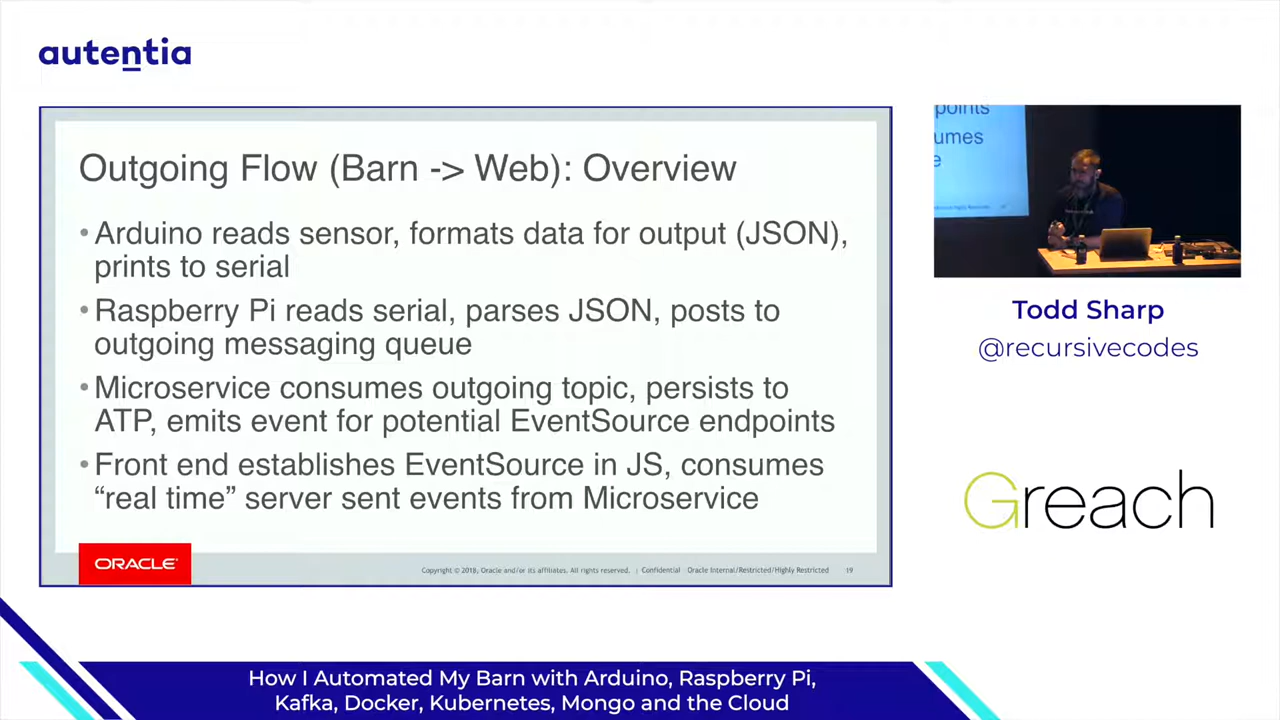 autentia
Outgoing Flow (Barn -> Web): Overview
• Arduino reads sensor, formats data for output (JSON),
prints to serial
• Raspberry Pi reads serial, parses JSON, posts to
outgoing messaging queue
• Microservice consumes outgoing topic, persists to
ATP, emits event for potential EventSource endpoints
• Front end establishes EventSource in JS, consumes
“real time” server sent events from Microservice
ORACLE
Copyright © 2018, Oracle and/or its affiliates. All rights reserved. | Confidential - Oracle Internal/Restricted/Highly Restricted 19
points
umes
e
Todd Sharp
@recursivecodes
Greach
How I Automated My Barn with Arduino, Raspberry Pi,
Kafka, Docker, Kubernetes, Mongo and the Cloud